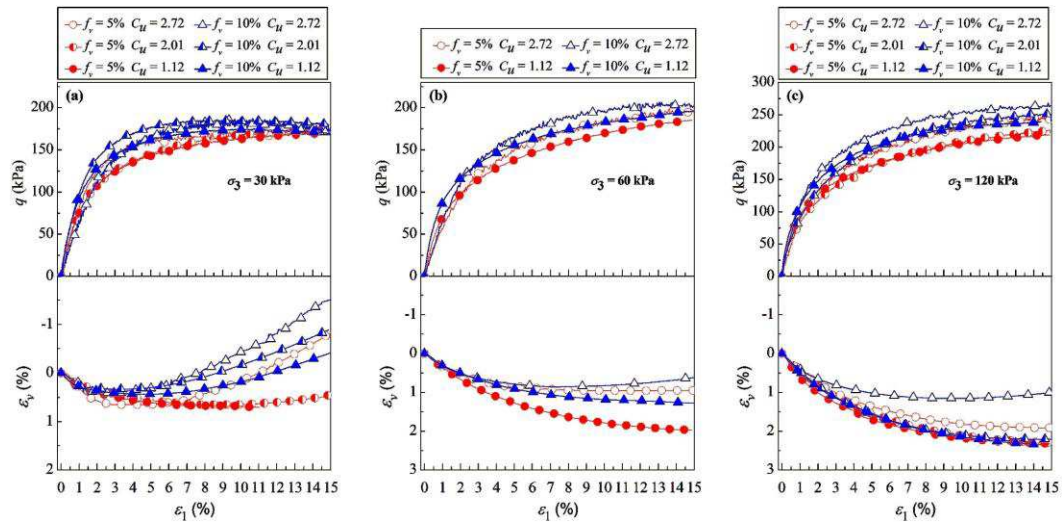 f_v = 5% C_u = 2.72 f_v = 10% C_u = 2.72
f_v = 5% C_u = 2.01 f_v = 10% C_u = 2.01
f_v = 5% C_u = 1.12 f_v = 10% C_u = 1.12
(a)
200
150
100
50
0
q (kPa)
σ3 = 30 kPa
-1
0
1
2
ε_v (%)
0 1 2 3 4 5 6 7 8 9 10 11 12 13 14 15
ε1 (%)
f_v = 5% C_u = 2.72 f_v = 10% C_u = 2.72
f_v = 5% C_u = 1.12 f_v = 10% C_u = 1.12
(b)
200
150
100
50
0
q (kPa)
σ3 = 60 kPa
-1
0
1
2
3
ε_v (%)
0 1 2 3 4 5 6 7 8 9 10 11 12 13 14 15
ε1 (%)
f_v = 5% C_u = 2.72 f_v = 10% C_u = 2.72
f_v = 5% C_u = 2.01 f_v = 10% C_u = 2.01
f_v = 5% C_u = 1.12 f_v = 10% C_u = 1.12
300
(c)
250
200
150
100
50
0
q (kPa)
σ3 = 120 kPa
-1
0
1
2
3
ε_v (%)
0 1 2 3 4 5 6 7 8 9 10 11 12 13 14 15
ε1 (%)